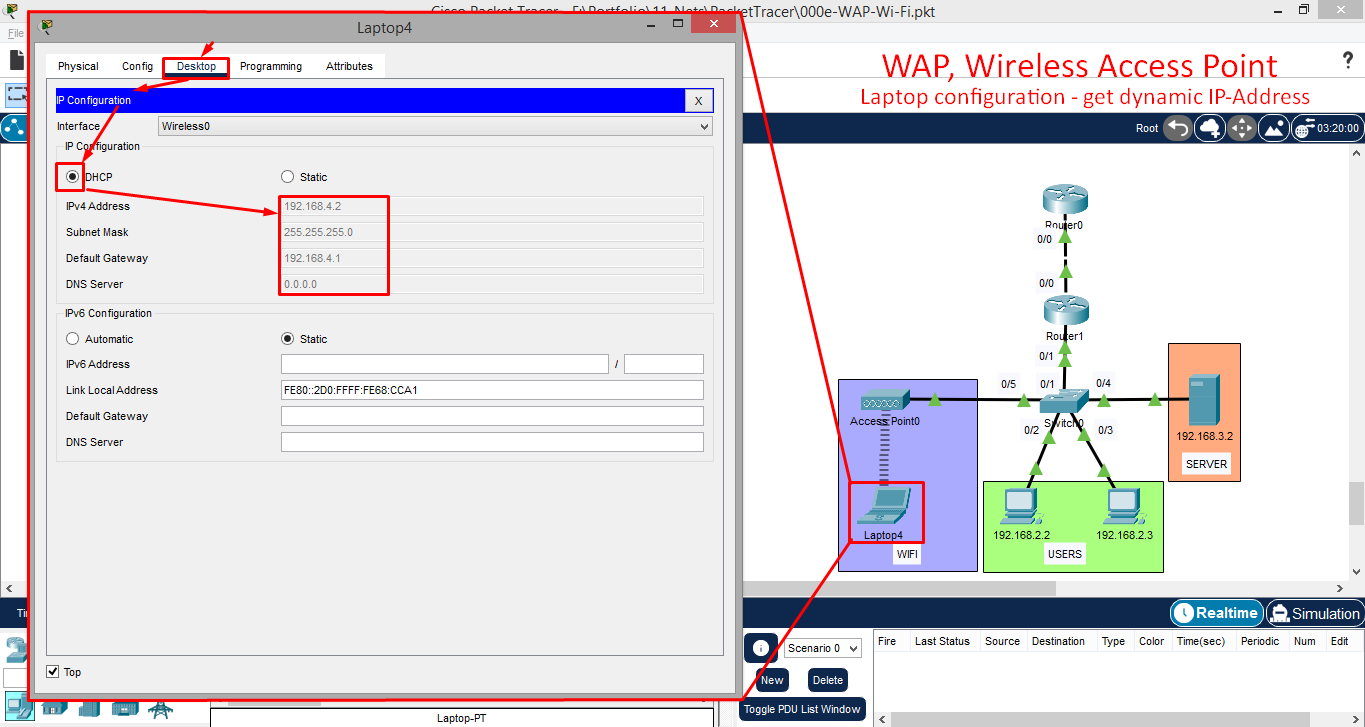 Cisco Packet Tracer - F:\Portfolio\11-Nets\PacketTracer\000e-WAP-Wi-Fi.pkt
File
Laptop4
Physical Config Desktop Programming Attributes
IP Configuration X
Interface Wireless0
IP Configuration
DHCP Static
IPv4 Address 192.168.4.2
Subnet Mask 255.255.255.0
Default Gateway 192.168.4.1
DNS Server 0.0.0.0
IPv6 Configuration
Automatic Static
IPv6 Address /
Link Local Address FE80::2D0:FFFF:FE68:CCA1
Default Gateway
DNS Server
Top
WAP, Wireless Access Point
Laptop configuration - get dynamic IP-Address
?
Root 03:20:00
Router0
0/0
0/0
Router1
0/1
0/5 0/1 0/4
Access Point0 Switch0
0/2 0/3
192.168.3.2
SERVER
Laptop4
WIFI
192.168.2.2 192.168.2.3
USERS
Realtime Simulation
Scenario 0
New Delete
Toggle PDU List Window
Fire Last Status Source Destination Type Color Time(sec) Periodic Num Edit
Laptop-PT